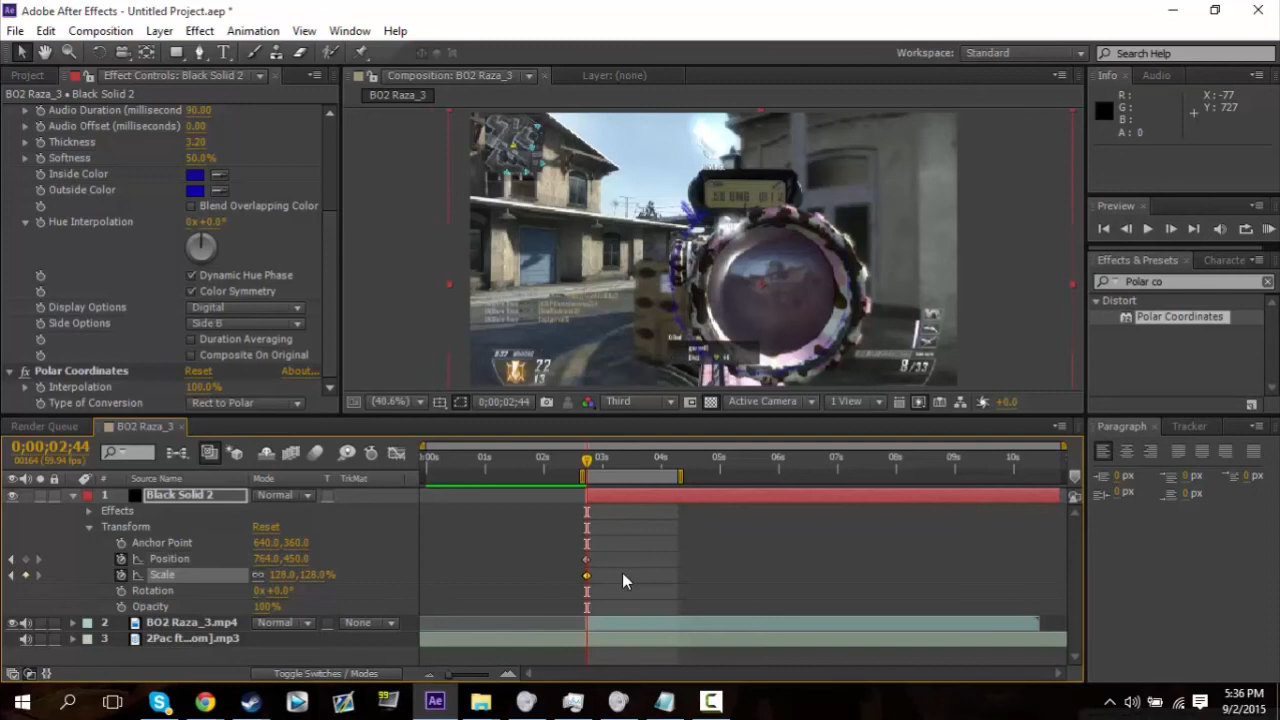 Adobe After Effects - Untitled Project.aep *
File Edit Composition Layer Effect Animation View Window Help
Workspace: Standard Search Help
Project Effect Controls: Black Solid 2 Composition: BO2 Raza_3 Layer: (none) Info Audio
BO2 Raza_3 • Black Solid 2 BO2 Raza_3
R : X : -77
G : Y : 727
B :
A : 0
Audio Duration (millisecond 90.00
Audio Offset (milliseconds) 0.00
Thickness 3.20
Softness 50.0%
Inside Color
Outside Color
Blend Overlapping Color
Hue Interpolation 0x+0.0°
Dynamic Hue Phase
Color Symmetry
Display Options Digital
Side Options Side B
Duration Averaging
Composite On Original
fx Polar Coordinates Reset About...
Interpolation 100.0%
Type of Conversion Rect to Polar
22
13
8/33
(40.6%) 0;00;02;44 Third Active Camera 1 View +0.0
Preview
Effects & Presets Characte
Polar co
Distort
Polar Coordinates
Render Queue BO2 Raza_3
0;00;02;44
00164 (59.94 fps)
# Source Name Mode T TrkMat
:00s 01s 02s 03s 04s 05s 06s 07s 08s 09s 10s
1 Black Solid 2 Normal
Effects
Transform Reset
Anchor Point 640.0,360.0
Position 764.0,450.0
Scale 128.0,128.0%
Rotation 0x+0.0°
Opacity 100%
2 BO2 Raza_3.mp4 Normal None
3 2Pac ft...om].mp3
Toggle Switches / Modes
Paragraph Tracker
0 px 0 px 0 px
0 px 0 px
Ae
5:36 PM
9/2/2015